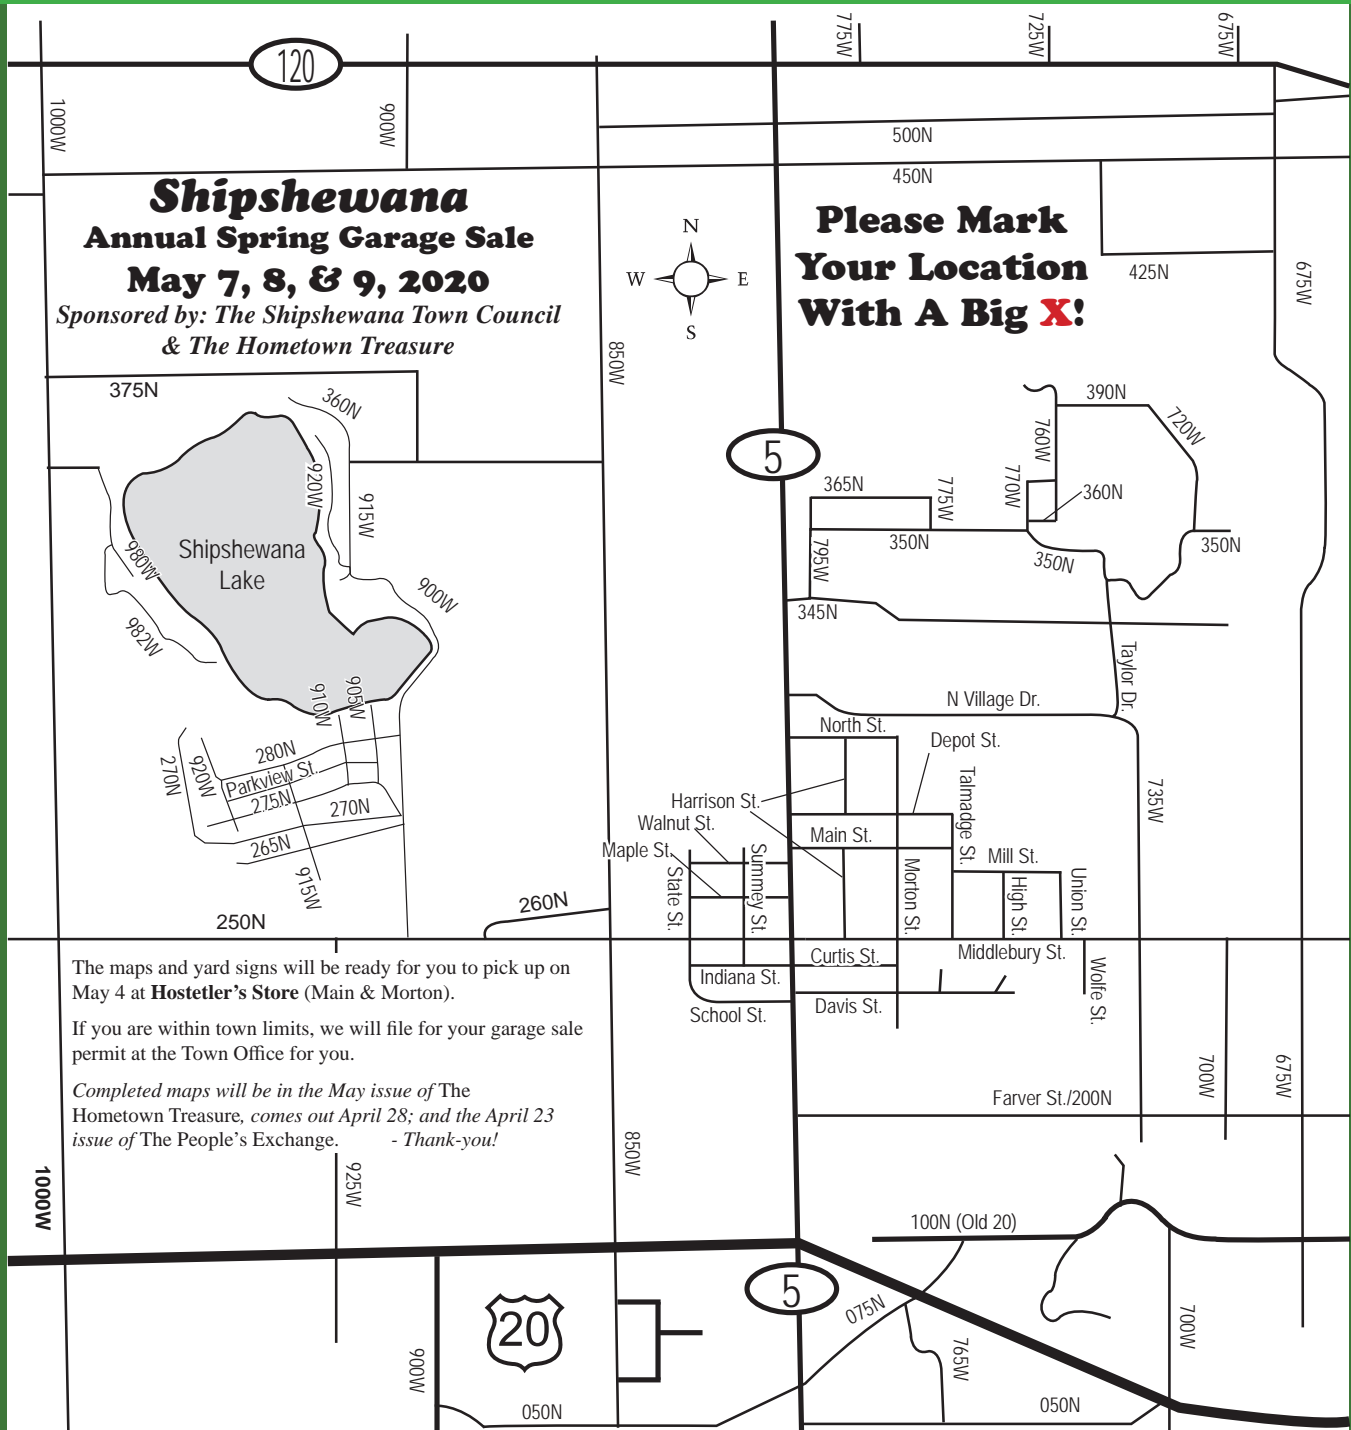 775W
725W
675W
120
1000W
900W
500N
450N
Shipshewana
Annual Spring Garage Sale
May 7, 8, & 9, 2020
Sponsored by: The Shipshewana Town Council
& The Hometown Treasure
N
W E
S
Please Mark
Your Location
With A Big X!
425N
675W
850W
375N
360N
390N
720W
760W
5
920W
915W
365N
775W
770W
360N
Shipshewana
Lake
980W
350N
350N
350N
795W
900W
345N
982W
Taylor Dr.
910W
905W
N Village Dr.
North St.
Depot St.
280N
270N
920W
Parkview St.
275N
270N
265N
915W
Harrison St.
Walnut St.
Maple St.
Main St.
Talmadge St.
735W
Mill St.
State St.
Summey St.
Morton St.
High St.
Union St.
260N
250N
Curtis St.
Middlebury St.
Indiana St.
Wolfe St.
School St.
Davis St.
The maps and yard signs will be ready for you to pick up on
May 4 at Hostetler's Store (Main & Morton).
If you are within town limits, we will file for your garage sale
permit at the Town Office for you.
Completed maps will be in the May issue of The
Hometown Treasure, comes out April 28; and the April 23
issue of The People's Exchange. - Thank-you!
700W
675W
Farver St./200N
850W
1000W
925W
100N (Old 20)
5
20
075N
900W
765W
700W
050N
050N